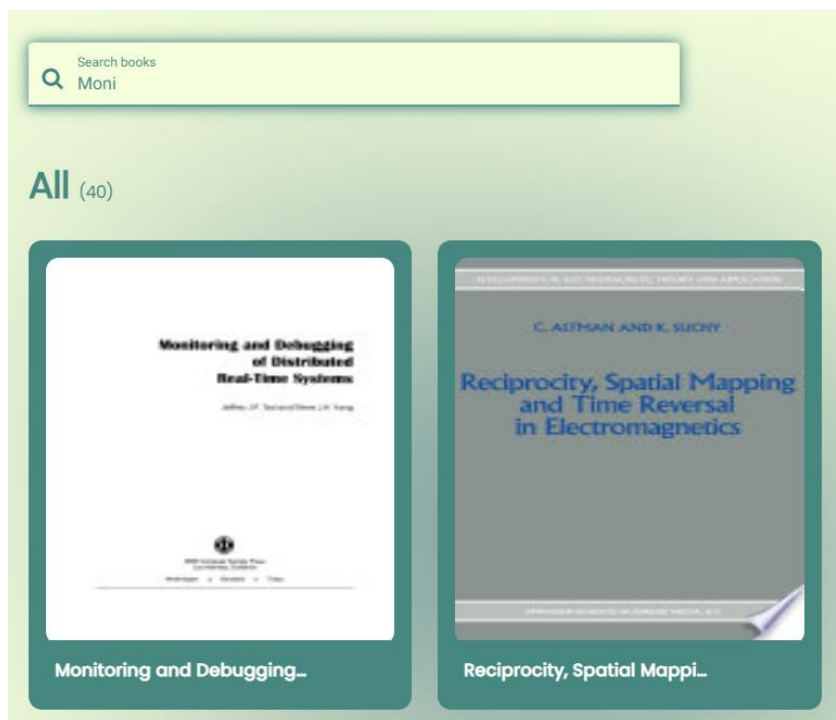 Search books
Moni
All (40)
Monitoring and Debugging
of Distributed
Real-Time Systems
C. ALTMAN AND K. SUCHY
Reciprocity, Spatial Mapping
and Time Reversal
in Electromagnetics
Monitoring and Debugging...
Reciprocity, Spatial Mappi...